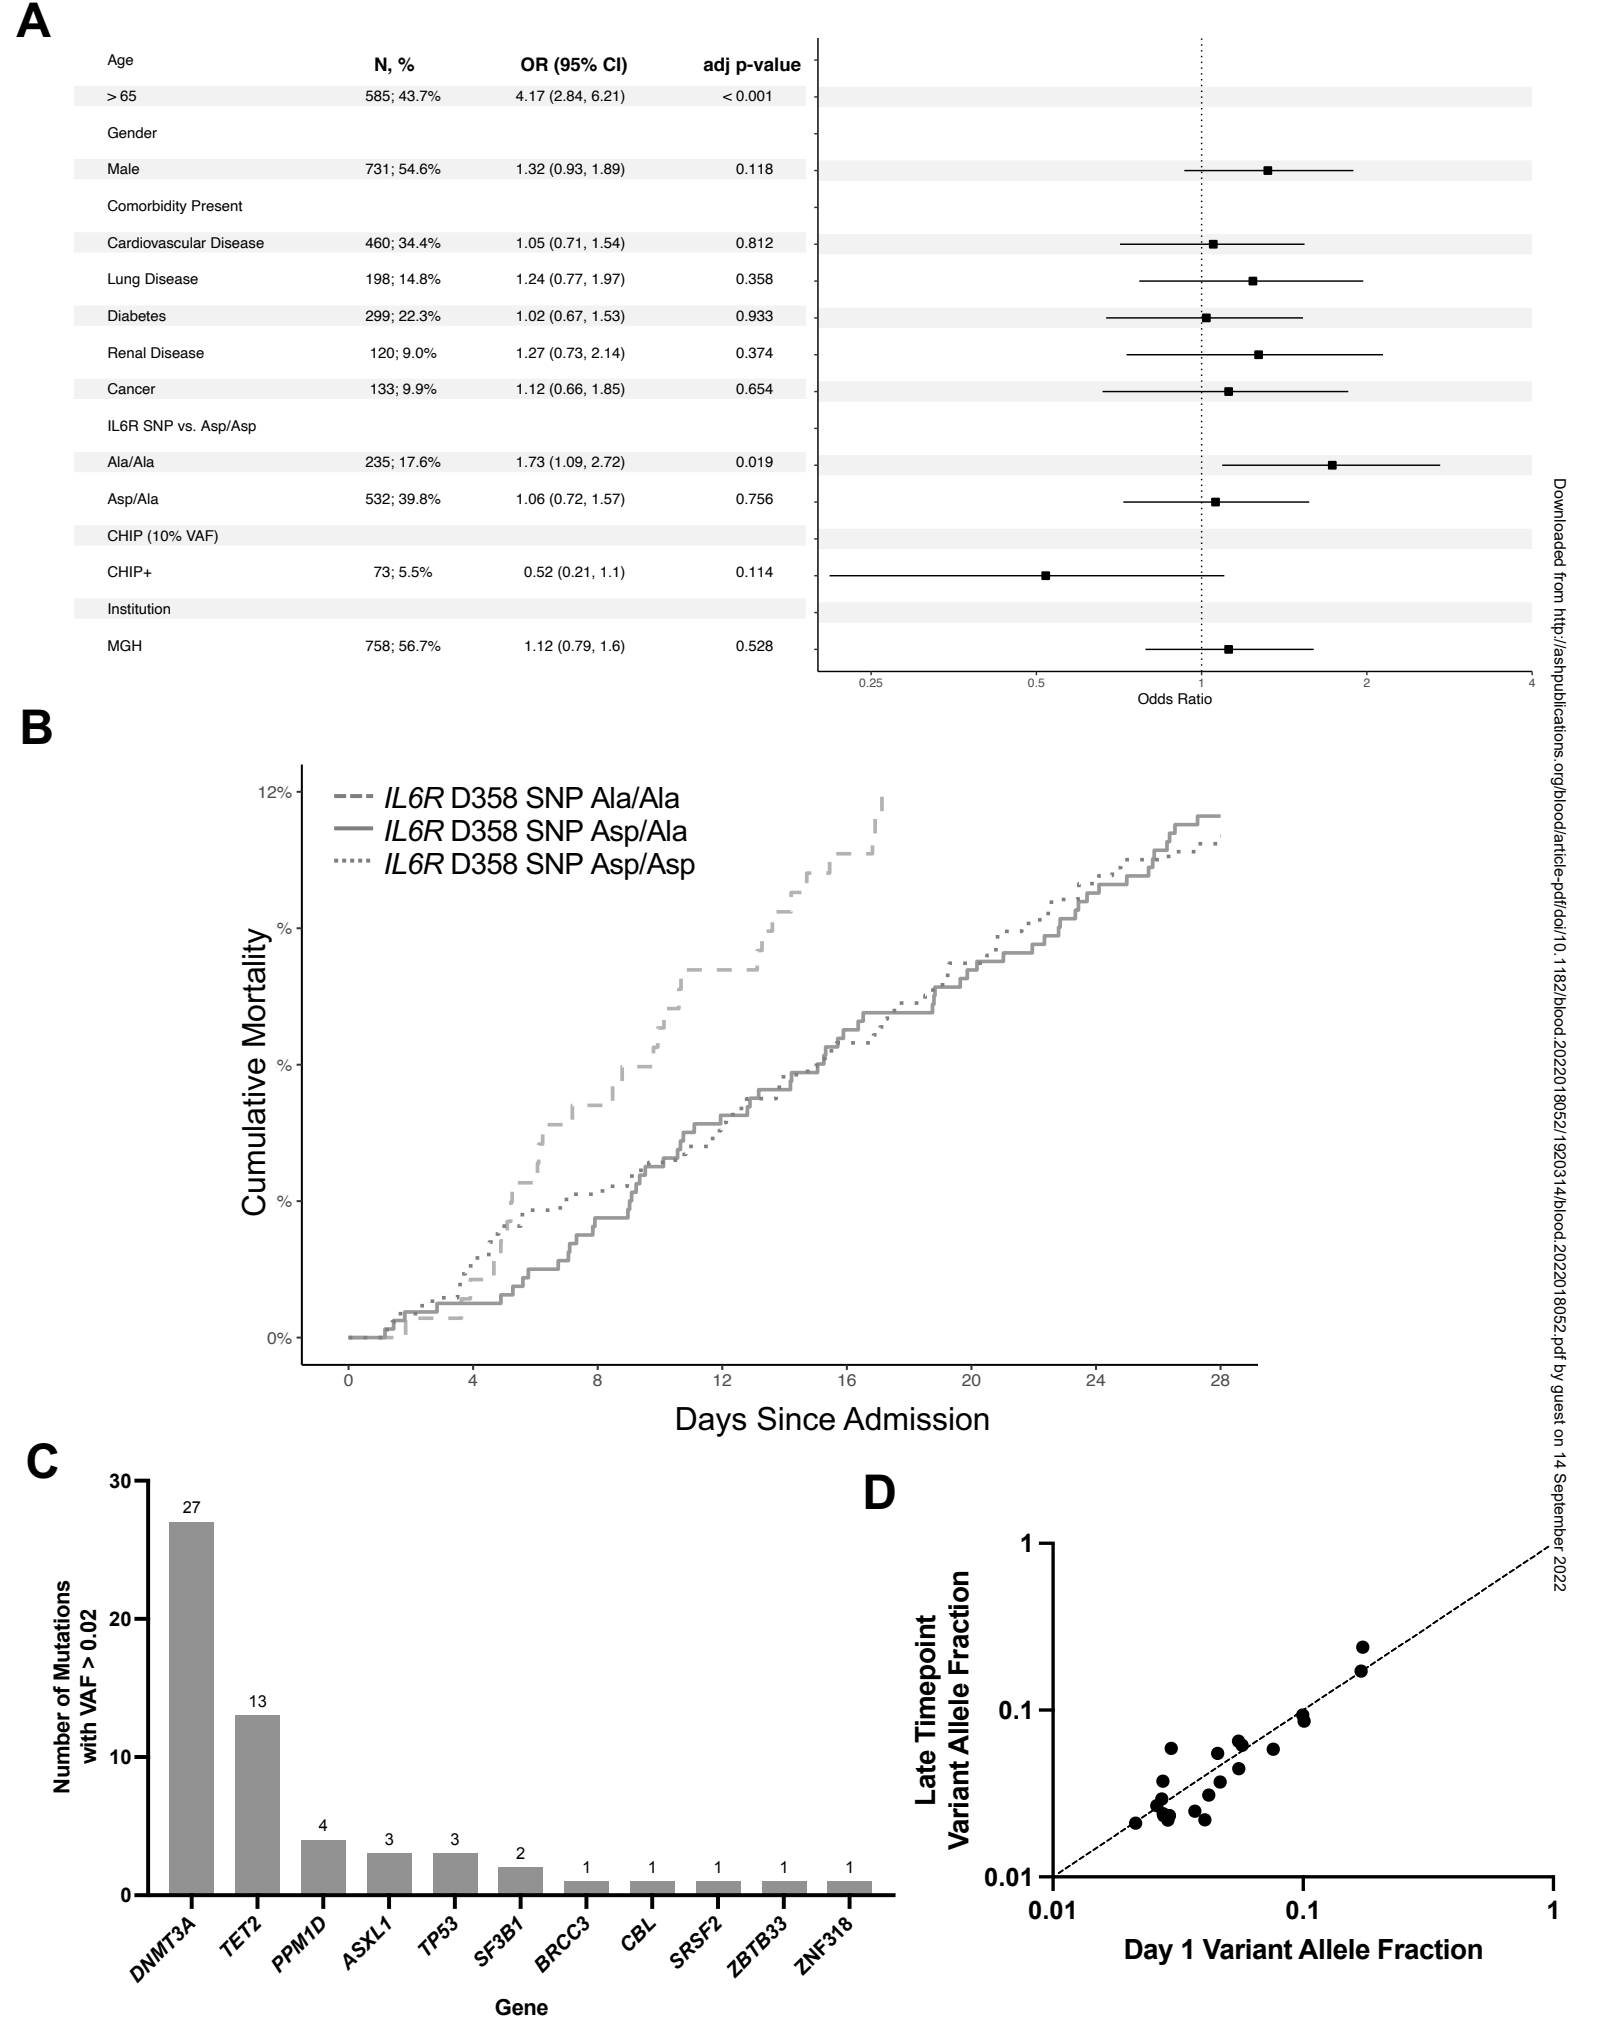 A
Age N, % OR (95% CI) adj p-value
> 65 585; 43.7% 4.17 (2.84, 6.21) < 0.001
Gender
Male 731; 54.6% 1.32 (0.93, 1.89) 0.118
Comorbidity Present
Cardiovascular Disease 460; 34.4% 1.05 (0.71, 1.54) 0.812
Lung Disease 198; 14.8% 1.24 (0.77, 1.97) 0.358
Diabetes 299; 22.3% 1.02 (0.67, 1.53) 0.933
Renal Disease 120; 9.0% 1.27 (0.73, 2.14) 0.374
Cancer 133; 9.9% 1.12 (0.66, 1.85) 0.654
IL6R SNP vs. Asp/Asp
Ala/Ala 235; 17.6% 1.73 (1.09, 2.72) 0.019
Asp/Ala 532; 39.8% 1.06 (0.72, 1.57) 0.756
CHIP (10% VAF)
CHIP+ 73; 5.5% 0.52 (0.21, 1.1) 0.114
Institution
MGH 758; 56.7% 1.12 (0.79, 1.6) 0.528
0.25 0.5 1 2 4
Odds Ratio
B
IL6R D358 SNP Ala/Ala
IL6R D358 SNP Asp/Ala
IL6R D358 SNP Asp/Asp
12%
%
%
%
0%
Cumulative Mortality
0 4 8 12 16 20 24 28
Days Since Admission
C
30
20
10
0
Number of Mutations
with VAF > 0.02
27 13 4 3 3 2 1 1 1 1 1
DNMT3A TET2 PPM1D ASXL1 TP53 SF3B1 BRCC3 CBL SRSF2 ZBTB33 ZNF318
Gene
D
1
0.1
0.01
Late Timepoint
Variant Allele Fraction
0.01 0.1 1
Day 1 Variant Allele Fraction
Downloaded from http://ashpublications.org/blood/article-pdf/doi/10.1182/blood.2022018052/1920314/blood.2022018052.pdf by guest on 14 September 2022